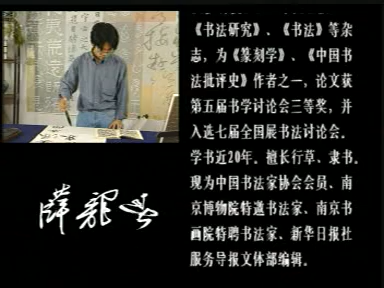 《书法研究》、《书法》等杂
志，为《篆刻学》、《中国书
法批评史》作者之一，论文获
第五届书学讨论会三等奖，并
入选七届全国展书法讨论会。
学书近20年。擅长行草、隶书。
现为中国书法家协会会员、南
京博物院特邀书法家、南京书
画院特聘书法家、新华日报社
服务导报文体部编辑。
薛龙春